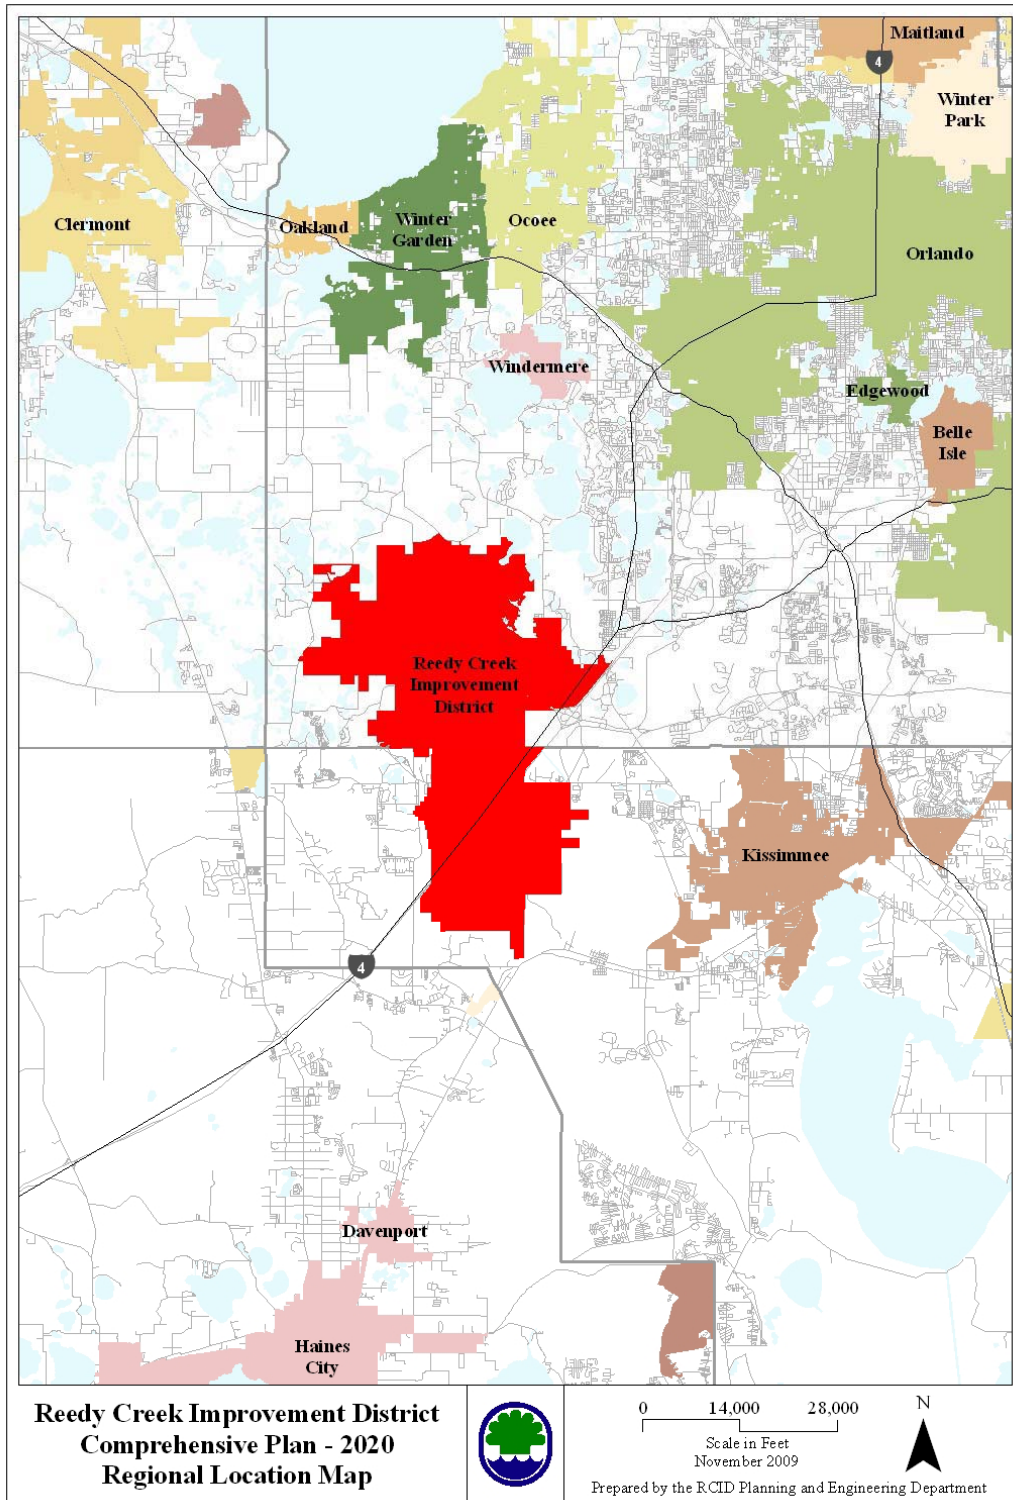 Maitland
4
Winter
Park
Clermont
Oakland
Winter
Garden
Ocoee
Orlando
Windermere
Edgewood
Belle
Isle
Reedy Creek
Improvement
District
Kissimmee
4
Davenport
Haines
City
Reedy Creek Improvement District
Comprehensive Plan - 2020
Regional Location Map
0 14,000 28,000
Scale in Feet
November 2009
N
Prepared by the RCID Planning and Engineering Department